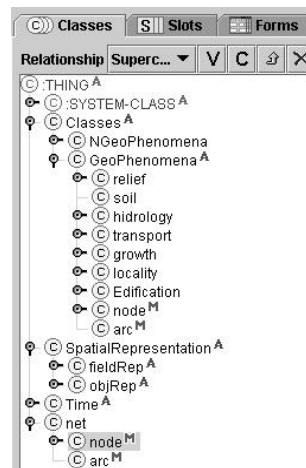 C Classes S Slots Forms
Relationship Superc... V C
C :THING A
C :SYSTEM-CLASS A
C Classes A
C NGeoPhenomena
C GeoPhenomena
C relief
C soil
C hidrology
C transport
C growth
C locality
C Edification
C node M
C arc M
C SpatialRepresentation A
C fieldRep A
C objRep A
C Time A
C net
C node M
C arc M